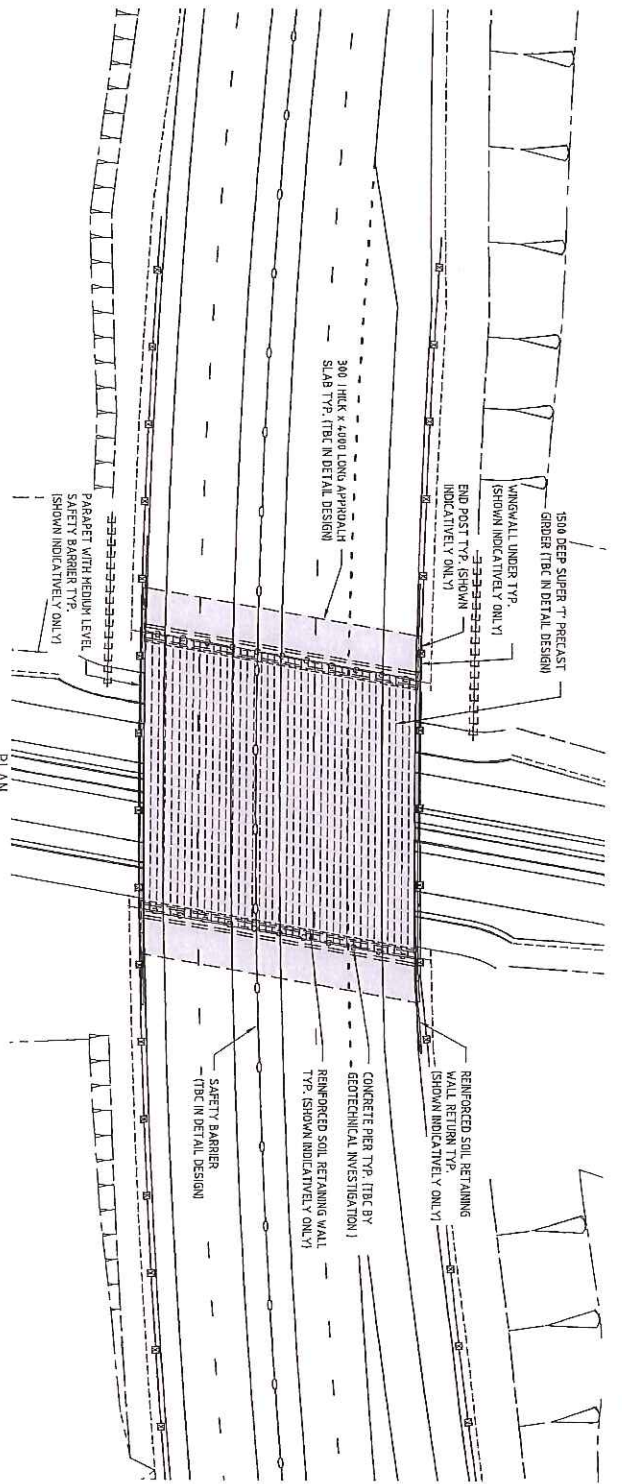 1500 DEEP SUPER 'T' PRECAST
GIRDER (TBC IN DETAIL DESIGN)
WINGWALL UNDER TYP.
(SHOWN INDICATIVELY ONLY)
END POST TYP. (SHOWN
INDICATIVELY ONLY)
300 THICK x 4000 LONG APPROACH
SLAB TYP. (TBC IN DETAIL DESIGN)
PARAPET WITH MEDIUM LEVEL
SAFETY BARRIER TYP.
(SHOWN INDICATIVELY ONLY)
REINFORCED SOIL RETAINING
WALL RETURN TYP.
(SHOWN INDICATIVELY ONLY)
CONCRETE PIER TYP. (TBC BY
GEOTECHNICAL INVESTIGATION)
REINFORCED SOIL RETAINING WALL
TYP. (SHOWN INDICATIVELY ONLY)
SAFETY BARRIER
(TBC IN DETAIL DESIGN)
PLAN